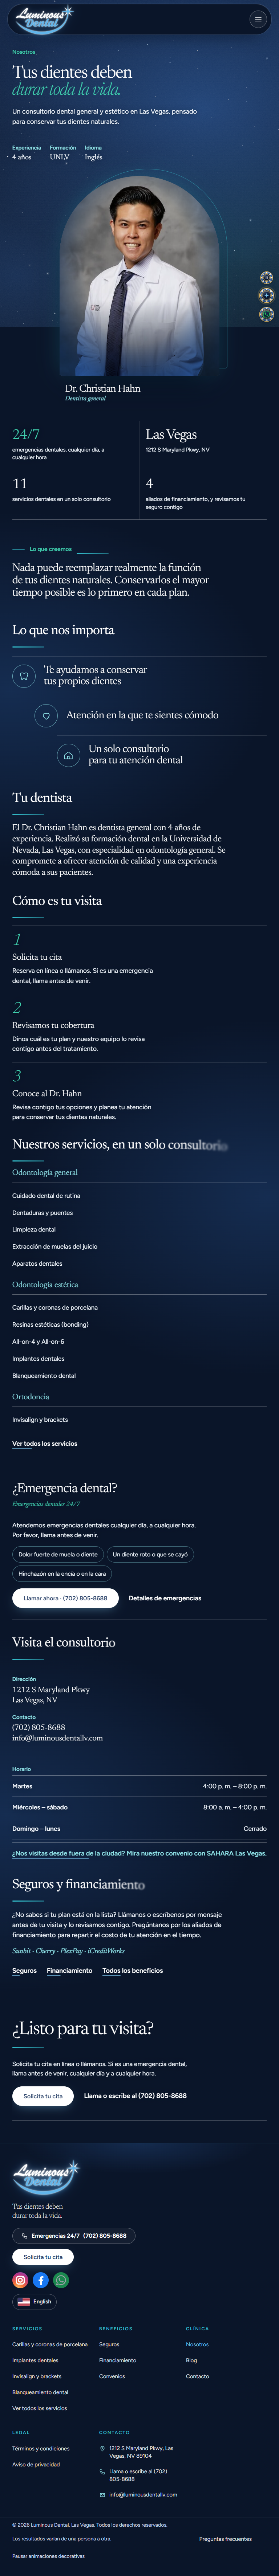 Luminous
Dental
Nosotros
Tus dientes deben
durar toda la vida.
Un consultorio dental general y estético en Las Vegas, pensado
para conservar tus dientes naturales.
Experiencia
4 años
Formación
UNLV
Idioma
Inglés
Dr. Christian Hahn
Dentista general
24/7
emergencias dentales, cualquier día, a
cualquier hora
Las Vegas
1212 S Maryland Pkwy, NV
11
servicios dentales en un solo consultorio
4
aliados de financiamiento, y revisamos tu
seguro contigo
Lo que creemos
Nada puede reemplazar realmente la función
de tus dientes naturales. Conservarlos el mayor
tiempo posible es lo primero en cada plan.
Lo que nos importa
Te ayudamos a conservar
tus propios dientes
Atención en la que te sientes cómodo
Un solo consultorio
para tu atención dental
Tu dentista
El Dr. Christian Hahn es dentista general con 4 años de
experiencia. Realizó su formación dental en la Universidad de
Nevada, Las Vegas, con especialidad en odontología general. Se
compromete a ofrecer atención de calidad y una experiencia
cómoda a sus pacientes.
Cómo es tu visita
1
Solicita tu cita
Reserva en línea o llámanos. Si es una emergencia
dental, llama antes de venir.
2
Revisamos tu cobertura
Dinos cuál es tu plan y nuestro equipo lo revisa
contigo antes del tratamiento.
3
Conoce al Dr. Hahn
Revisa contigo tus opciones y planea tu atención
para conservar tus dientes naturales.
Nuestros servicios, en un solo consultorio
Odontología general
Cuidado dental de rutina
Dentaduras y puentes
Limpieza dental
Extracción de muelas del juicio
Aparatos dentales
Odontología estética
Carillas y coronas de porcelana
Resinas estéticas (bonding)
All-on-4 y All-on-6
Implantes dentales
Blanqueamiento dental
Ortodoncia
Invisalign y brackets
Ver todos los servicios
¿Emergencia dental?
Emergencias dentales 24/7
Atendemos emergencias dentales cualquier día, a cualquier hora.
Por favor, llama antes de venir.
Dolor fuerte de muela o diente
Un diente roto o que se cayó
Hinchazón en la encía o en la cara
Llamar ahora · (702) 805-8688
Detalles de emergencias
Visita el consultorio
Dirección
1212 S Maryland Pkwy
Las Vegas, NV
Contacto
(702) 805-8688
info@luminousdentallv.com
Horario
Martes 4:00 p. m. – 8:00 p. m.
Miércoles – sábado 8:00 a. m. – 4:00 p. m.
Domingo – lunes Cerrado
¿Nos visitas desde fuera de la ciudad? Mira nuestro convenio con SAHARA Las Vegas.
Seguros y financiamiento
¿No sabes si tu plan está en la lista? Llámanos o escríbenos por mensaje
antes de tu visita y lo revisamos contigo. Pregúntanos por los aliados de
financiamiento para repartir el costo de tu atención en el tiempo.
Sunbit · Cherry · PlexPay · iCreditWorks
Seguros
Financiamiento
Todos los beneficios
¿Listo para tu visita?
Solicita tu cita en línea o llámanos. Si es una emergencia dental,
llama antes de venir, cualquier día y a cualquier hora.
Solicita tu cita
Llama o escribe al (702) 805-8688
Luminous
Dental
Tus dientes deben
durar toda la vida.
Emergencias 24/7 (702) 805-8688
Solicita tu cita
English
SERVICIOS
Carillas y coronas de porcelana
Implantes dentales
Invisalign y brackets
Blanqueamiento dental
Ver todos los servicios
BENEFICIOS
Seguros
Financiamiento
Convenios
CLÍNICA
Nosotros
Blog
Contacto
LEGAL
Términos y condiciones
Aviso de privacidad
CONTACTO
1212 S Maryland Pkwy, Las
Vegas, NV 89104
Llama o escribe al (702)
805-8688
info@luminousdentallv.com
© 2026 Luminous Dental, Las Vegas. Todos los derechos reservados.
Los resultados varían de una persona a otra.
Preguntas frecuentes
Pausar animaciones decorativas